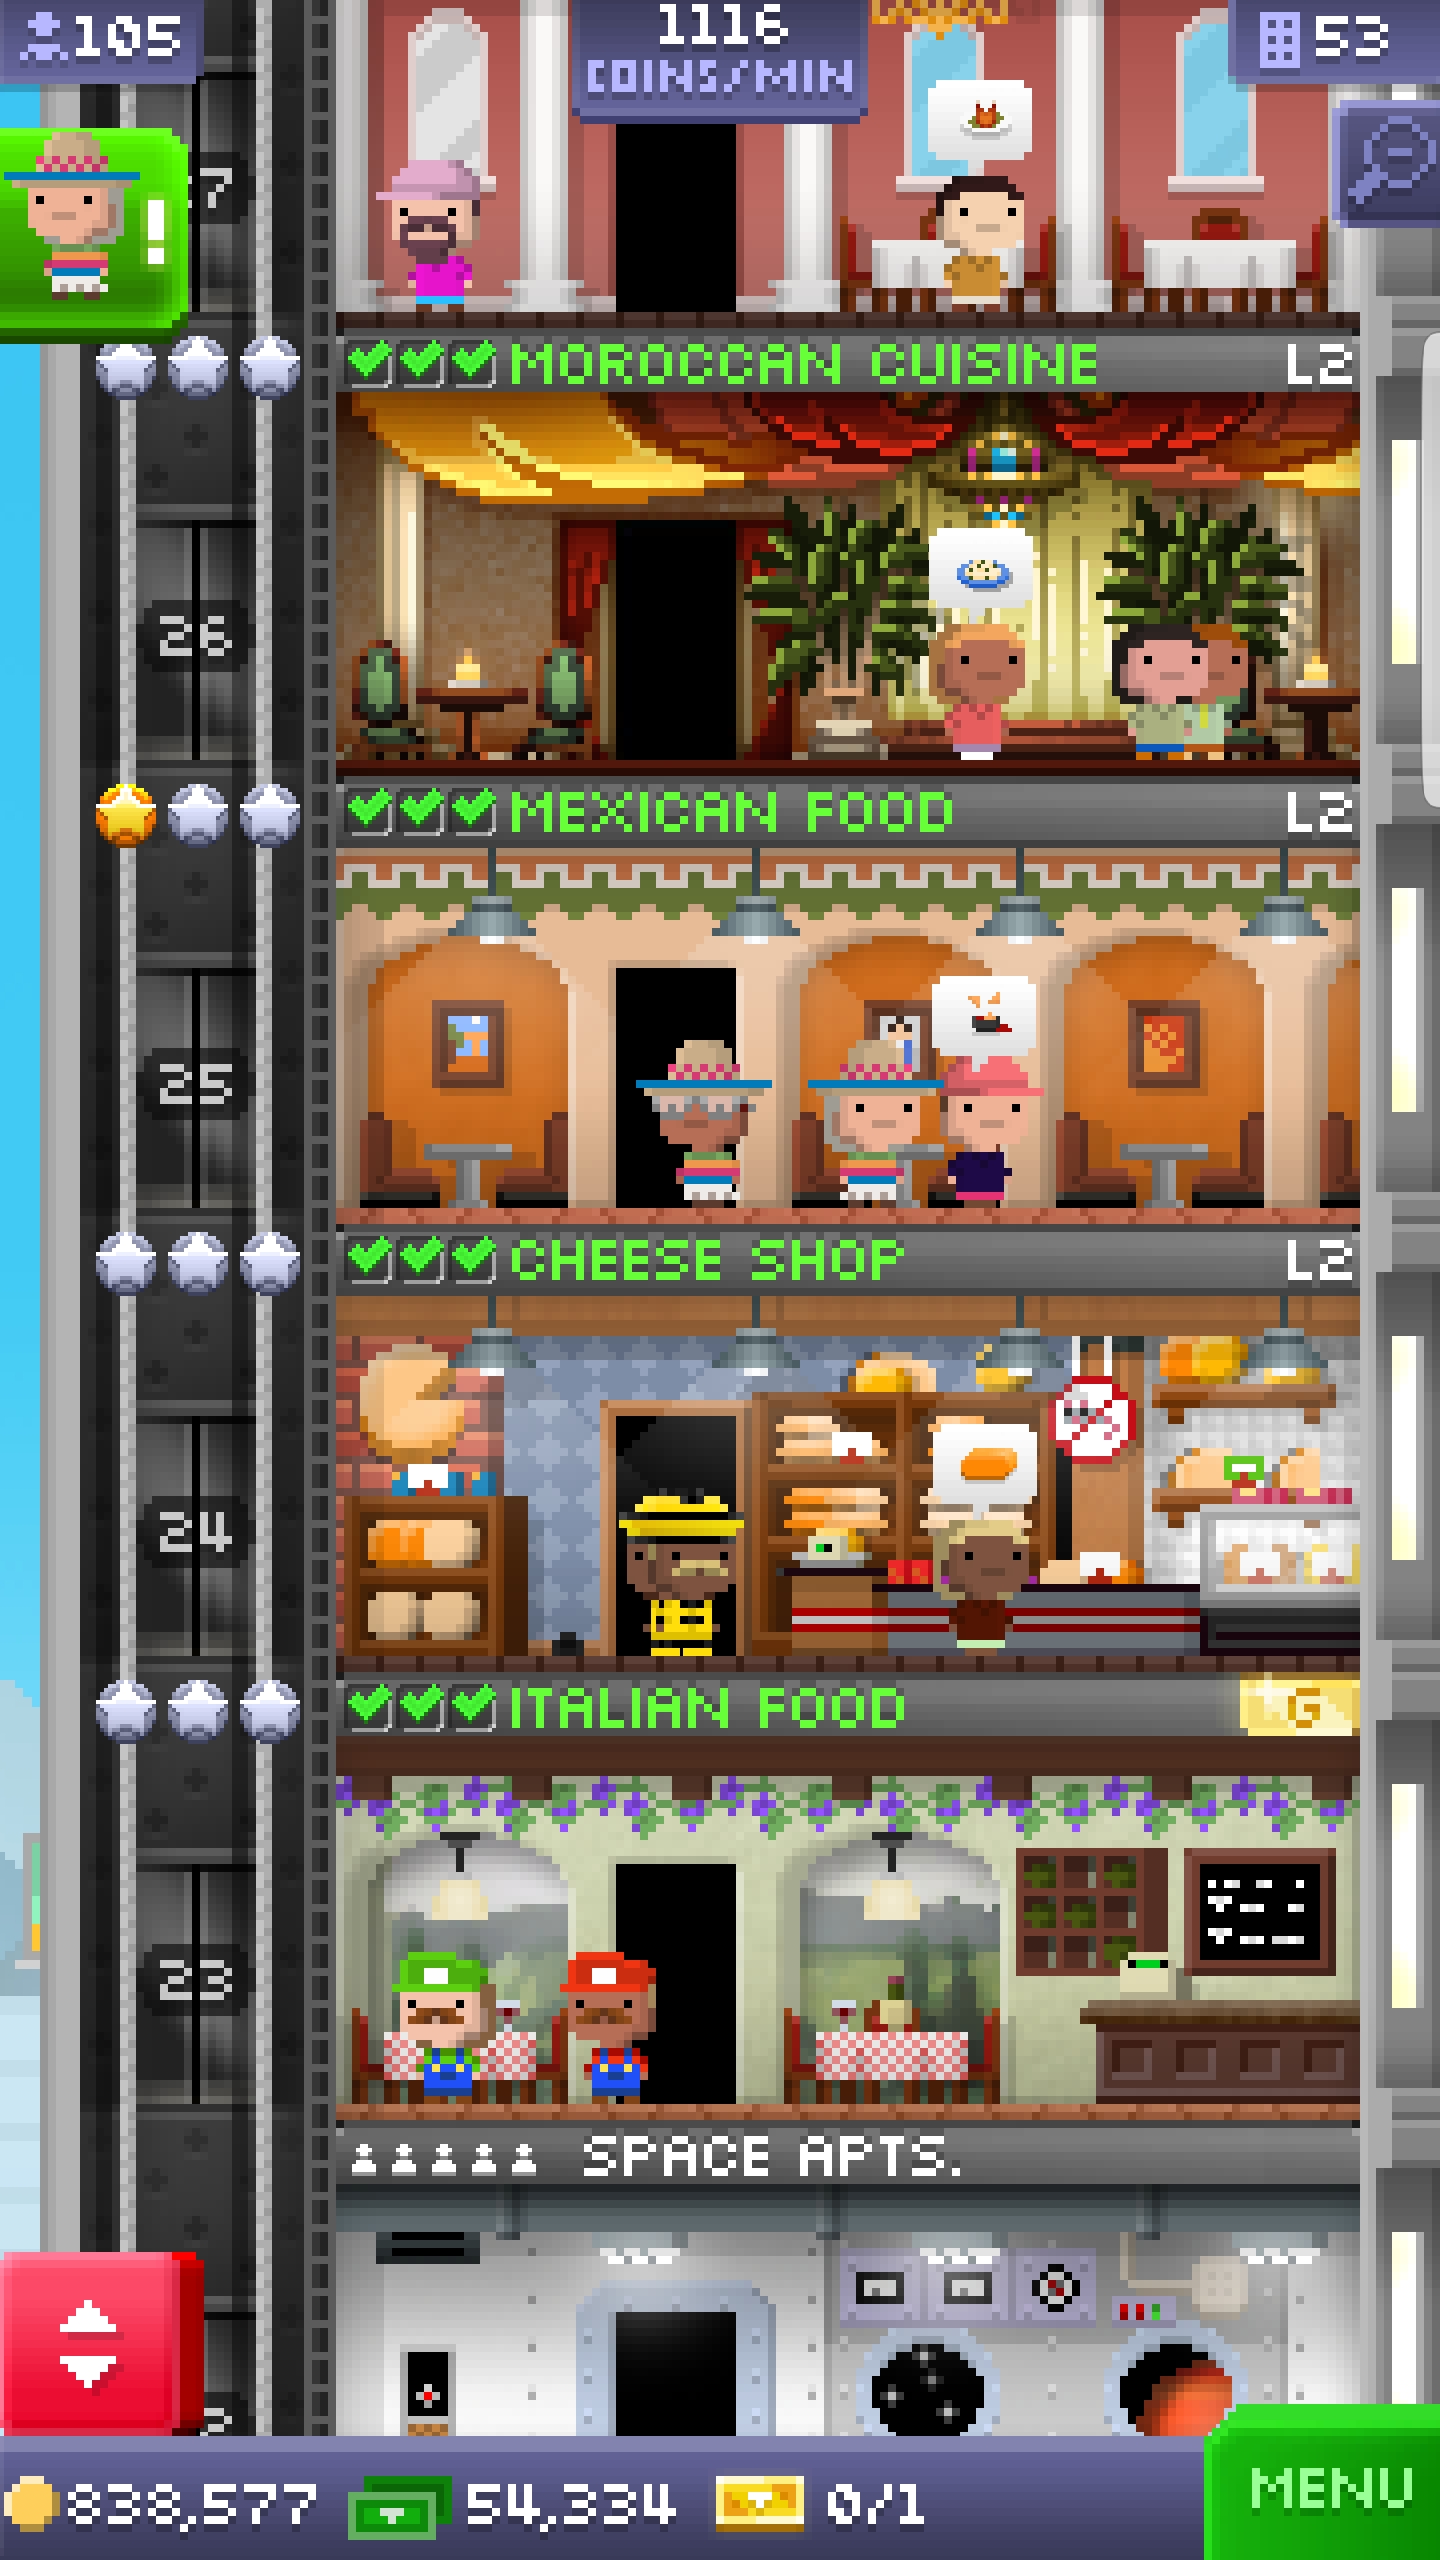 105
1116
COINS/MIN
53
7
!
MOROCCAN CUISINE L2
26
MEXICAN FOOD L2
25
CHEESE SHOP L2
24
ITALIAN FOOD G
23
SPACE APTS.
838,577 54,334 0/1
MENU